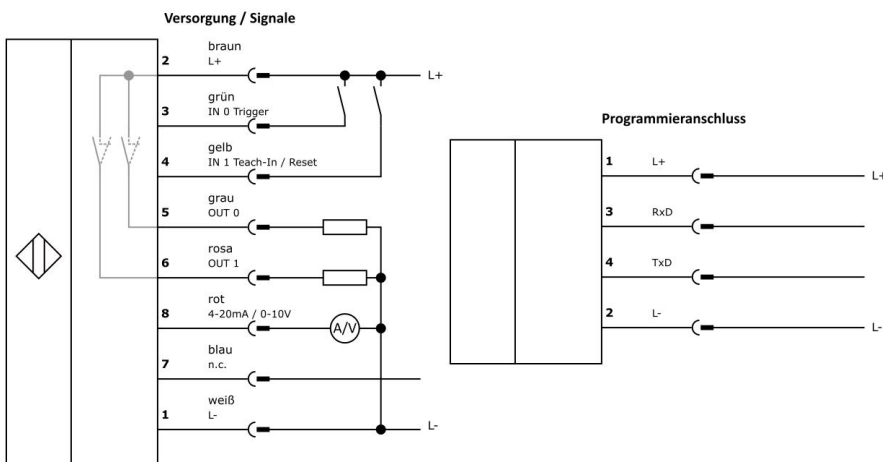 Versorgung / Signale
braun
2 L+
L+
grün
3 IN 0 Trigger
gelb
4 IN 1 Teach-In / Reset
grau
5 OUT 0
rosa
6 OUT 1
rot
8 4-20mA / 0-10V
A/V
blau
7 n.c.
weiß
1 L-
L-
Programmieranschluss
1 L+
L+
3 RxD
4 TxD
2 L-
L-